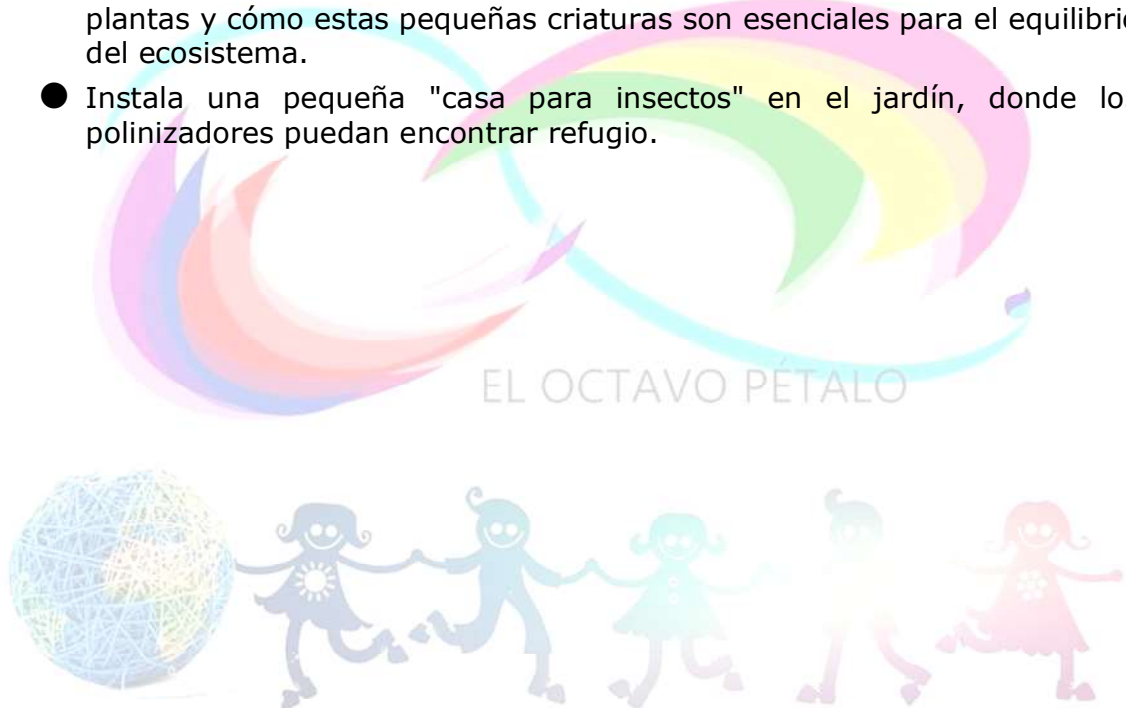 plantas y cómo estas pequeñas criaturas son esenciales para el equilibri
del ecosistema.
● Instala una pequeña "casa para insectos" en el jardín, donde lo
polinizadores puedan encontrar refugio.
EL OCTAVO PÉTALO